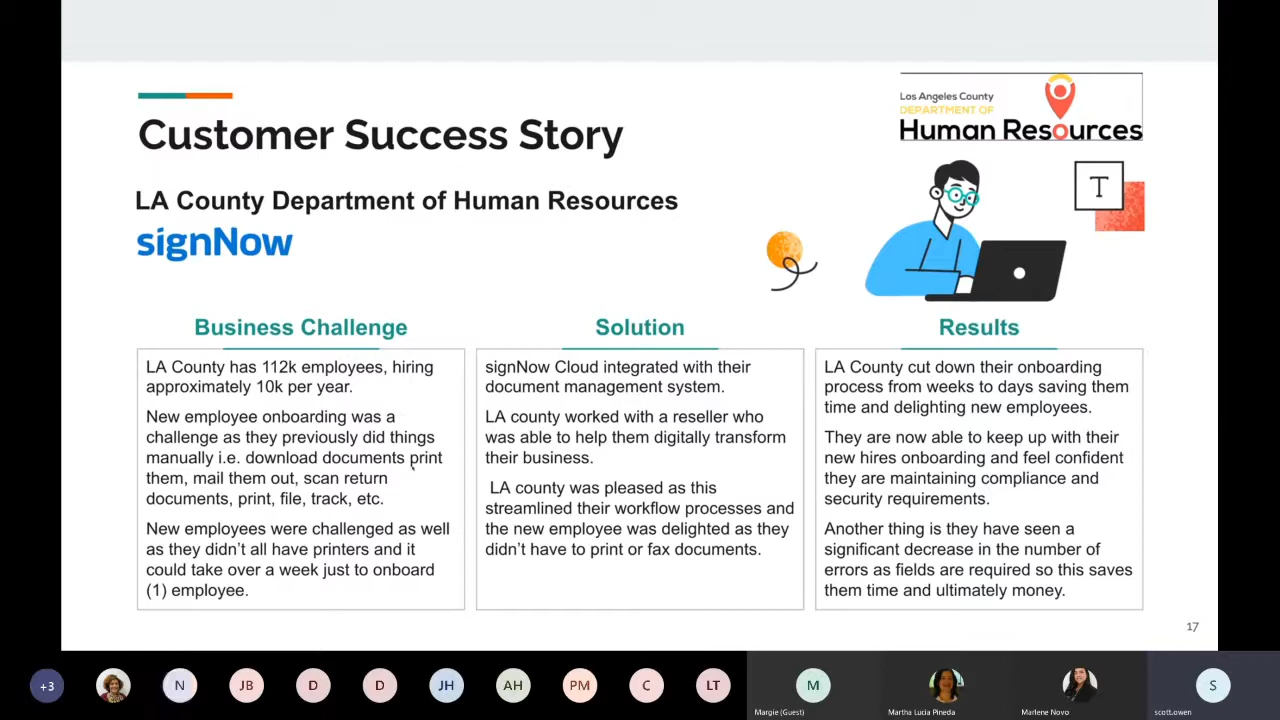 Los Angeles County
DEPARTMENT OF
Human Resources
Customer Success Story
LA County Department of Human Resources
signNow
T
Business Challenge
LA County has 112k employees, hiring
approximately 10k per year.
New employee onboarding was a
challenge as they previously did things
manually i.e. download documents print
them, mail them out, scan return
documents, print, file, track, etc.
New employees were challenged as well
as they didn't all have printers and it
could take over a week just to onboard
(1) employee.
Solution
signNow Cloud integrated with their
document management system.
LA county worked with a reseller who
was able to help them digitally transform
their business.
LA county was pleased as this
streamlined their workflow processes and
the new employee was delighted as they
didn't have to print or fax documents.
Results
LA County cut down their onboarding
process from weeks to days saving them
time and delighting new employees.
They are now able to keep up with their
new hires onboarding and feel confident
they are maintaining compliance and
security requirements.
Another thing is they have seen a
significant decrease in the number of
errors as fields are required so this saves
them time and ultimately money.
17
+3
N
JB
D
D
JH
AH
PM
C
LT
M
S
Margie (Guest)
Martha Lucia Pineda
Marlene Novo
scott.owen